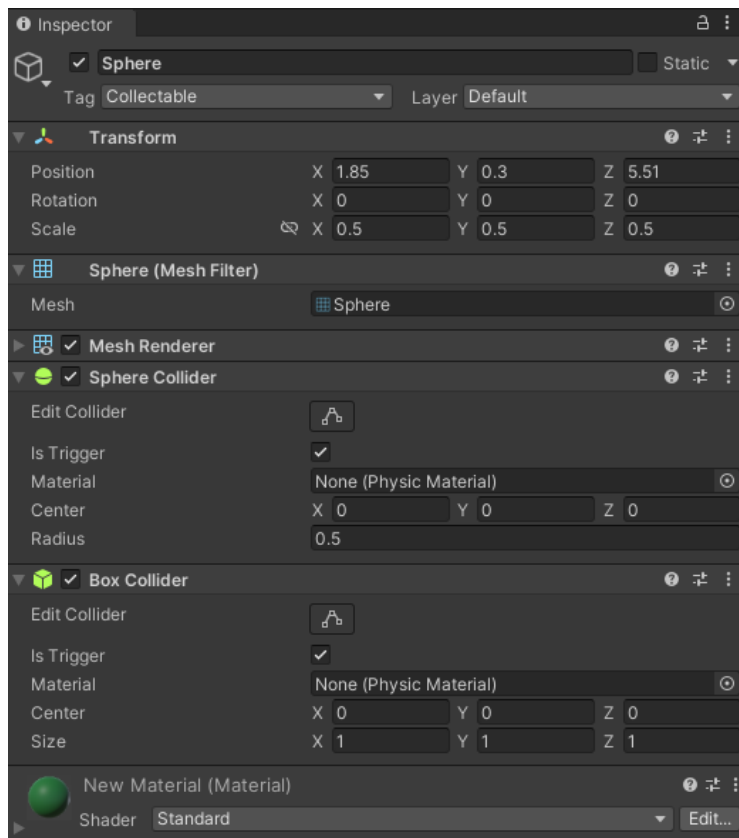 Inspector
Sphere Static
Tag Collectable Layer Default
Transform
Position X 1.85 Y 0.3 Z 5.51
Rotation X 0 Y 0 Z 0
Scale X 0.5 Y 0.5 Z 0.5
Sphere (Mesh Filter)
Mesh Sphere
Mesh Renderer
Sphere Collider
Edit Collider
Is Trigger
Material None (Physic Material)
Center X 0 Y 0 Z 0
Radius 0.5
Box Collider
Edit Collider
Is Trigger
Material None (Physic Material)
Center X 0 Y 0 Z 0
Size X 1 Y 1 Z 1
New Material (Material)
Shader Standard Edit...